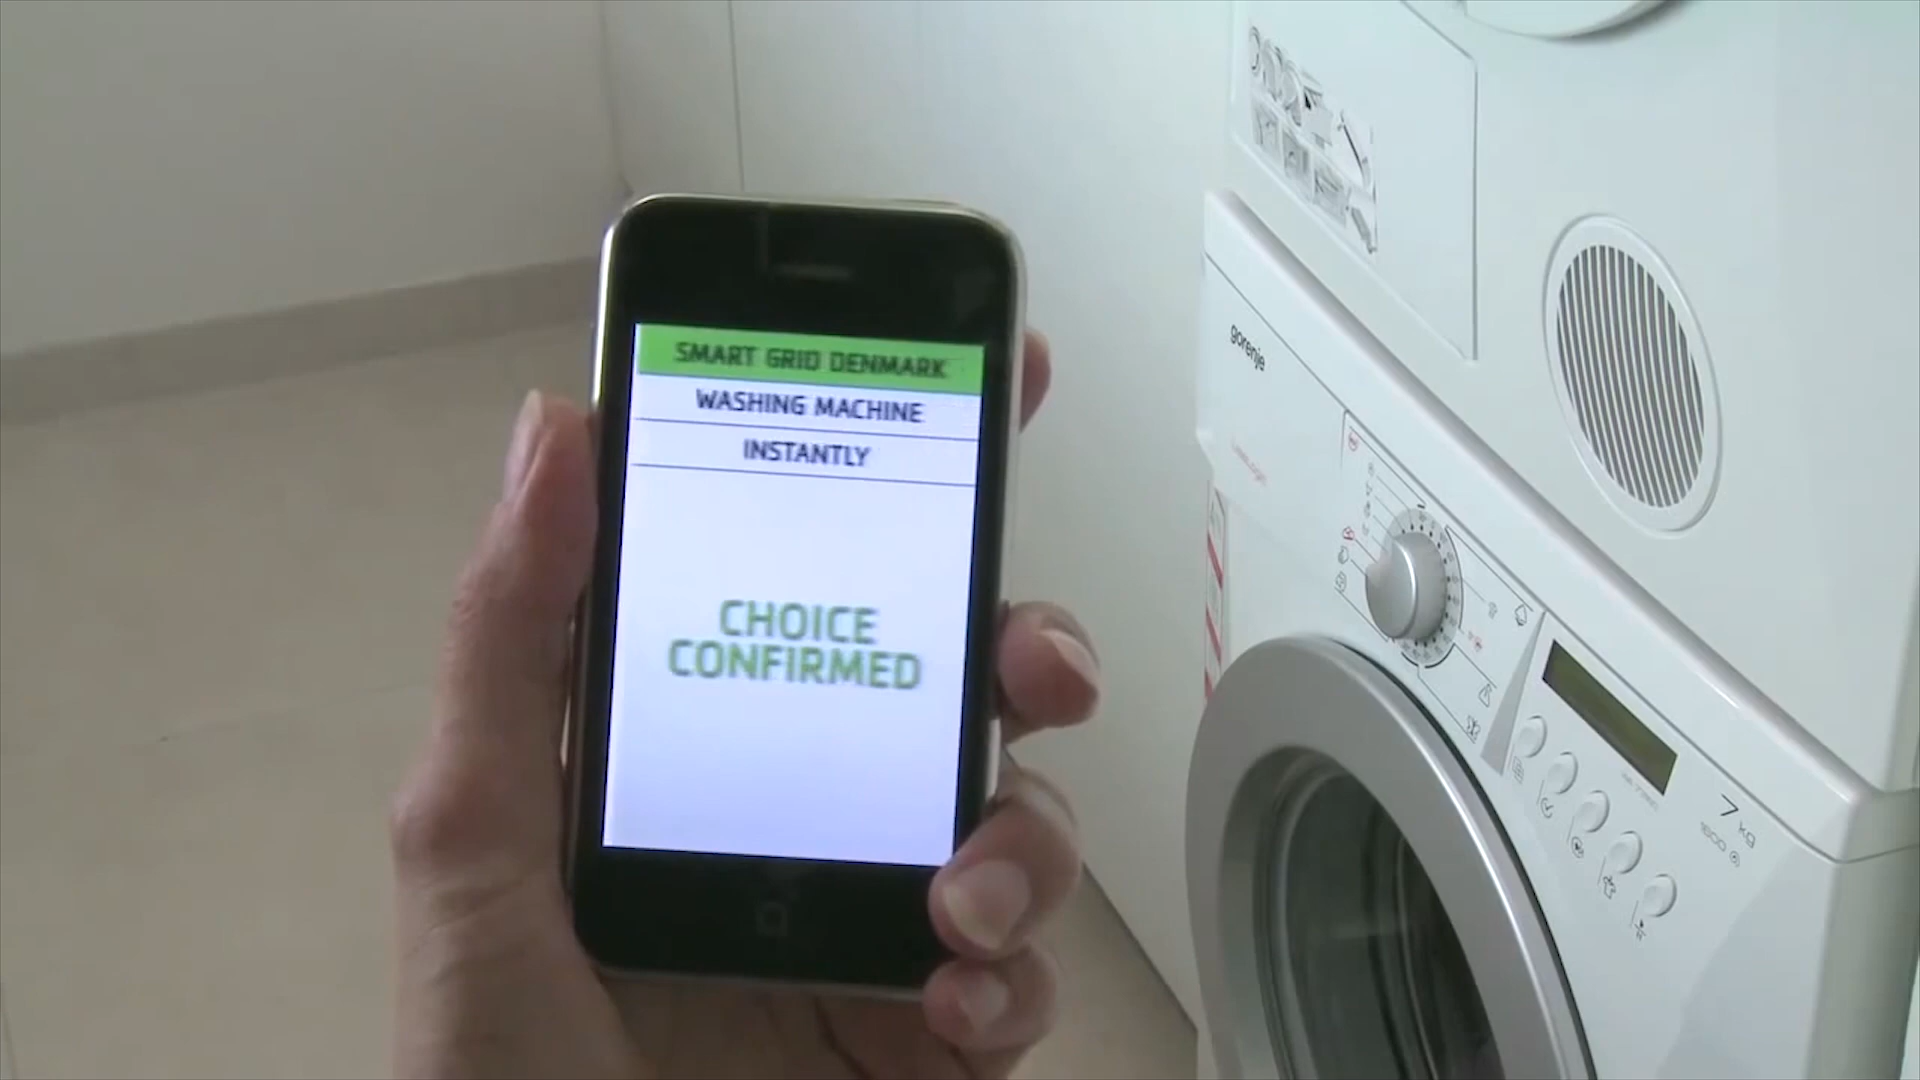 SMART GRID DENMARK
WASHING MACHINE
INSTANTLY
CHOICE
CONFIRMED
gorenje
7 kg